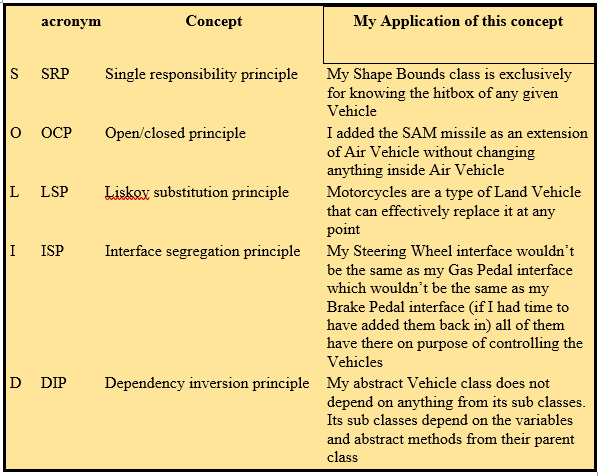 acronym Concept My Application of this concept
S SRP Single responsibility principle My Shape Bounds class is exclusively
for knowing the hitbox of any given
Vehicle
O OCP Open/closed principle I added the SAM missile as an extension
of Air Vehicle without changing
anything inside Air Vehicle
L LSP Liskov substitution principle Motorcycles are a type of Land Vehicle
that can effectively replace it at any
point
I ISP Interface segregation principle My Steering Wheel interface wouldn’t
be the same as my Gas Pedal interface
which wouldn’t be the same as my
Brake Pedal interface (if I had time to
have added them back in) all of them
have there on purpose of controlling the
Vehicles
D DIP Dependency inversion principle My abstract Vehicle class does not
depend on anything from its sub classes.
Its sub classes depend on the variables
and abstract methods from their parent
class